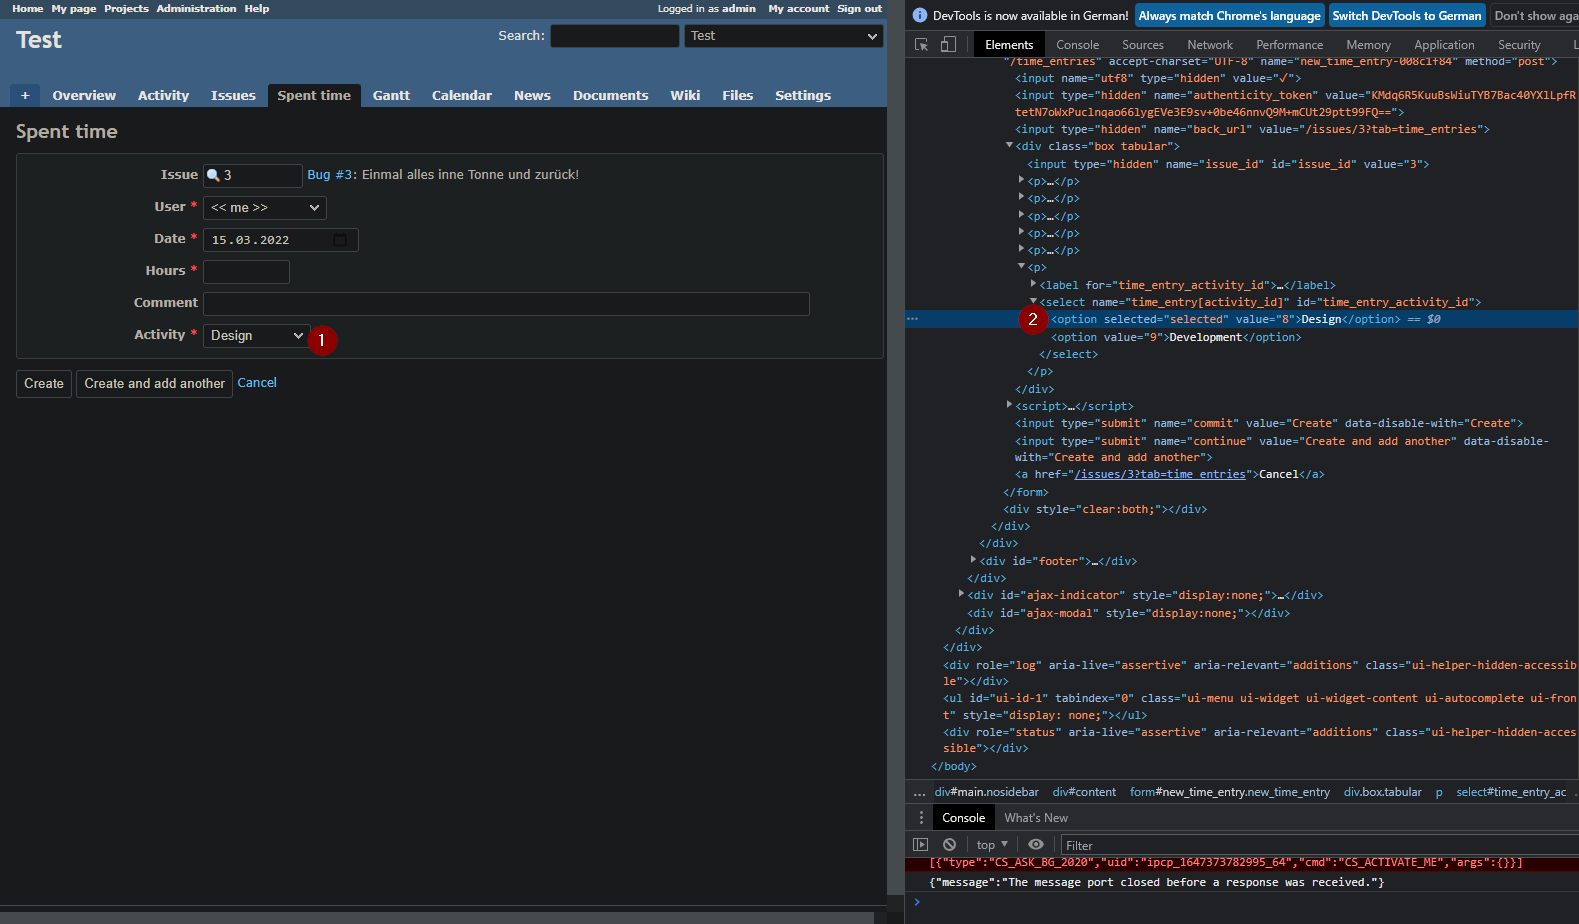 Home My page Projects Administration Help
Logged in as admin My account Sign out
Test
Search:
Test
+ Overview Activity Issues Spent time Gantt Calendar News Documents Wiki Files Settings
Spent time
Issue 3 Bug #3: Einmal alles inne Tonne und zurück!
User * << me >>
Date * 15.03.2022
Hours *
Comment
Activity * Design 1
Create Create and add another Cancel
DevTools is now available in German! Always match Chrome's language Switch DevTools to German Don't show aga
Elements Console Sources Network Performance Memory Application Security L
"/time_entries" accept-charset="UTF-8" name="new_time_entry-008c1f84" method="post">
<input name="utf8" type="hidden" value="✓">
<input type="hidden" name="authenticity_token" value="
<input type="hidden" name="back_url" value="/issues/3?tab=time_entries">
<div class="box tabular">
<input type="hidden" name="issue_id" id="issue_id" value="3">
<p>…</p>
<p>…</p>
<p>…</p>
<p>…</p>
<p>…</p>
<p>
<label for="time_entry_activity_id">…</label>
<select name="time_entry[activity_id]" id="time_entry_activity_id">
… 2 <option selected="selected" value="8">Design</option> == $0
<option value="9">Development</option>
</select>
</p>
</div>
<script>…</script>
<input type="submit" name="commit" value="Create" data-disable-with="Create">
<input type="submit" name="continue" value="Create and add another" data-disable-
with="Create and add another">
<a href="/issues/3?tab=time_entries">Cancel</a>
</form>
<div style="clear:both;"></div>
</div>
</div>
<div id="footer">…</div>
</div>
<div id="ajax-indicator" style="display:none;">…</div>
<div id="ajax-modal" style="display:none;"></div>
</div>
</div>
<div role="log" aria-live="assertive" aria-relevant="additions" class="ui-helper-hidden-accessib
le"></div>
<ul id="ui-id-1" tabindex="0" class="ui-menu ui-widget ui-widget-content ui-autocomplete ui-fron
t" style="display: none;"></ul>
<div role="status" aria-live="assertive" aria-relevant="additions" class="ui-helper-hidden-acces
sible"></div>
</body>
… div#main.nosidebar div#content form#new_time_entry.new_time_entry div.box.tabular p select#time_entry_ac
Console What's New
top Filter
[{"type":"CS_ASK_BG_2020","uid":"ipcp_1647373782995_64","cmd":"CS_ACTIVATE_ME","args":{}}]
{"message":"The message port closed before a response was received."}
>